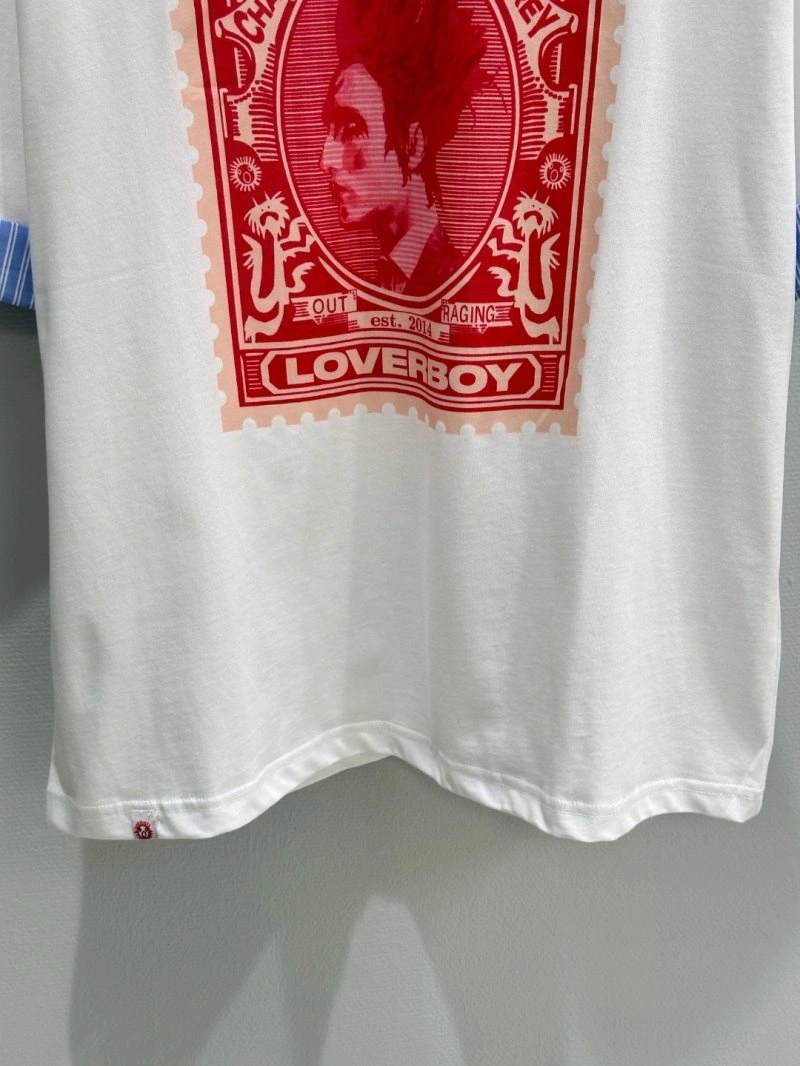 OUT
RAGING
est. 2014
LOVERBOY